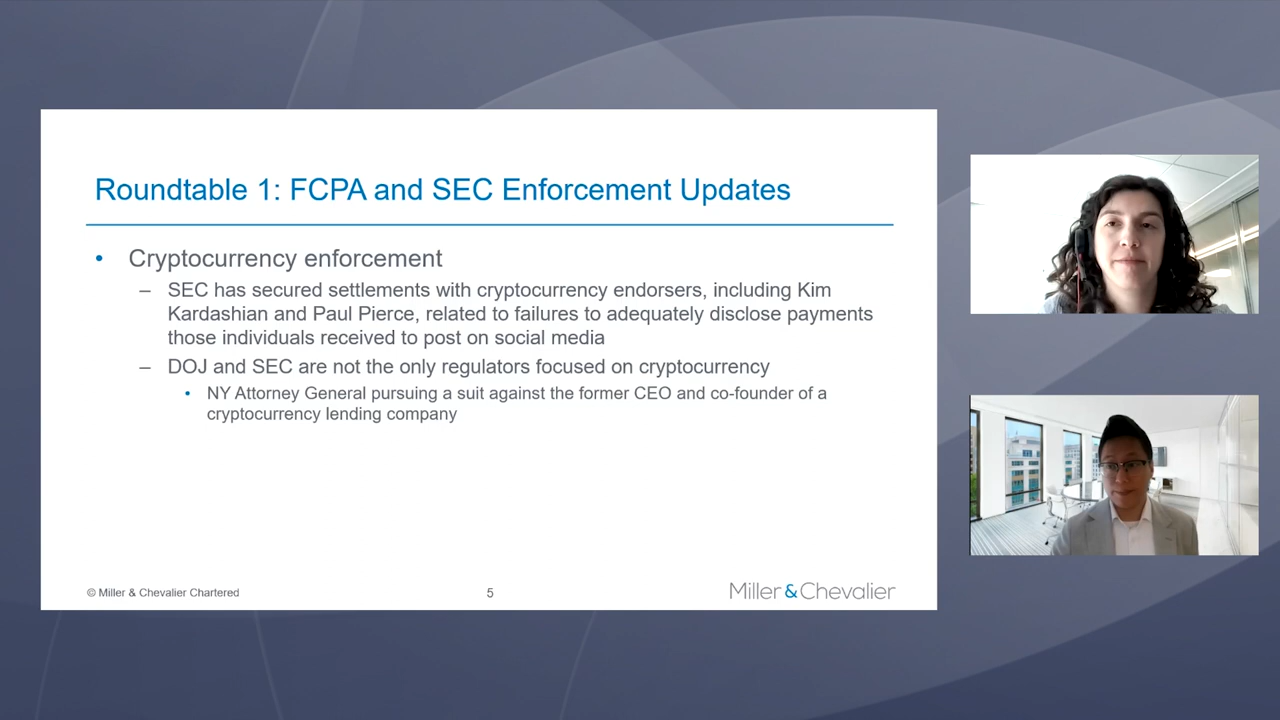 Roundtable 1: FCPA and SEC Enforcement Updates
• Cryptocurrency enforcement
– SEC has secured settlements with cryptocurrency endorsers, including Kim
Kardashian and Paul Pierce, related to failures to adequately disclose payments
those individuals received to post on social media
– DOJ and SEC are not the only regulators focused on cryptocurrency
• NY Attorney General pursuing a suit against the former CEO and co-founder of a
cryptocurrency lending company
© Miller & Chevalier Chartered
5
Miller & Chevalier